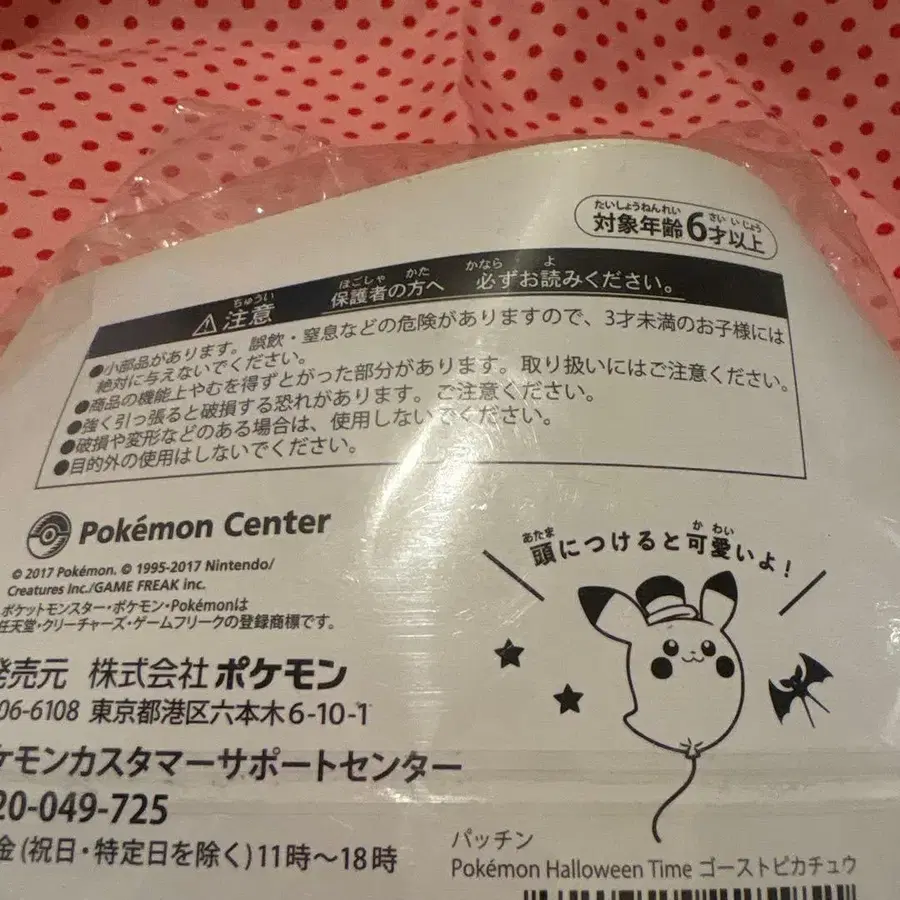 対象年齢6才以上
たいしょうねんれい さいいじょう
⚠注意 保護者の方へ 必ずお読みください。
ちゅうい ほごしゃ かた かなら よ
●小部品があります。誤飲・窒息などの危険がありますので、3才未満のお子様には
絶対に与えないでください。
●商品の機能上やむを得ずとがった部分があります。取り扱いにはご注意ください。
●強く引っ張ると破損する恐れがあります。ご注意ください。
●破損や変形などのある場合は、使用しないでください。
●目的外の使用はしないでください。
Pokémon Center
© 2017 Pokémon. © 1995-2017 Nintendo/
Creatures Inc./GAME FREAK inc.
ポケットモンスター・ポケモン・Pokémonは
任天堂・クリーチャーズ・ゲームフリークの登録商標です。
発売元 株式会社 ポケモン
06-6108 東京都港区六本木6-10-1
ケモンカスタマーサポートセンター
20-049-725
金(祝日・特定日を除く)11時～18時
あたま か わい
頭につけると可愛いよ!
パッチン
Pokémon Halloween Time ゴーストピカチュウ